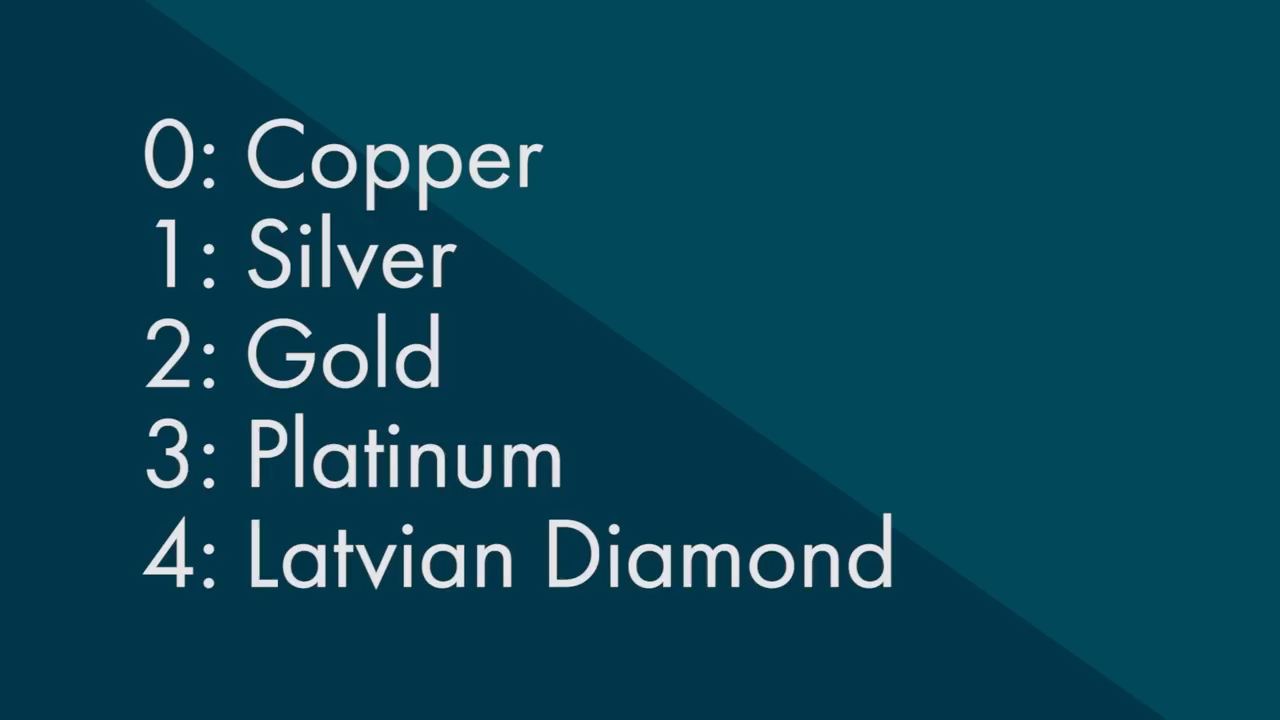 0: Copper
1: Silver
2: Gold
3: Platinum
4: Latvian Diamond